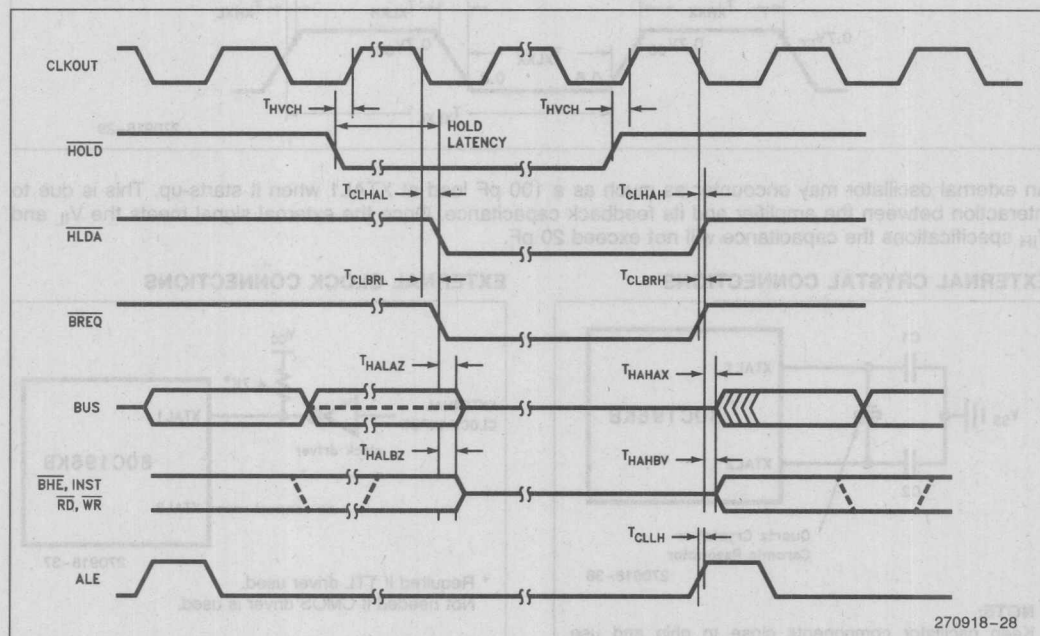 CLKOUT
T_HVCH
T_HVCH
HOLD
LATENCY
HOLD
an external oscillator may encounter as much as a 100 pF load at XTAL1 when it starts-up. This is due to
T_CLHAL
T_CLHAH
interaction between the amplifier and its feedback capacitance. Once the external signal meets the V_IL and
HLDA
V_IH specifications the capacitance will not exceed 20 pF.
T_CLBRL
T_CLBRH
EXTERNAL CRYSTAL CONNECTIONS
EXTERNAL CLOCK CONNECTIONS
BREQ
T_HALAZ
T_HAHAX
BUS
T_HALBZ
T_HAHBV
80C196KB
BHE, INST
RD, WR
T_CLLH
Quartz Crystal
Ceramic Resonator
270918-36
270918-37
ALE
* Required if TTL driver used.
Not needed if CMOS driver is used.
NOTE:
270918-28